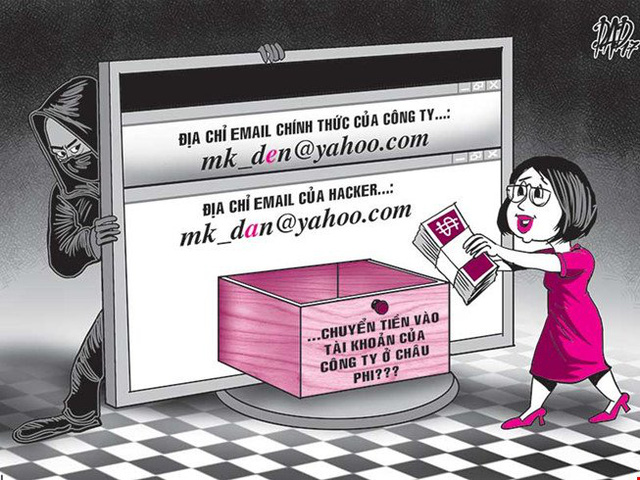 DAD
ĐỊA CHỈ EMAIL CHÍNH THỨC CỦA CÔNG TY...:
mk_den@yahoo.com
ĐỊA CHỈ EMAIL CỦA HACKER...:
mk_dan@yahoo.com
...CHUYỂN TIỀN VÀO
TÀI KHOẢN CỦA
CÔNG TY Ở CHÂU
PHI???
$